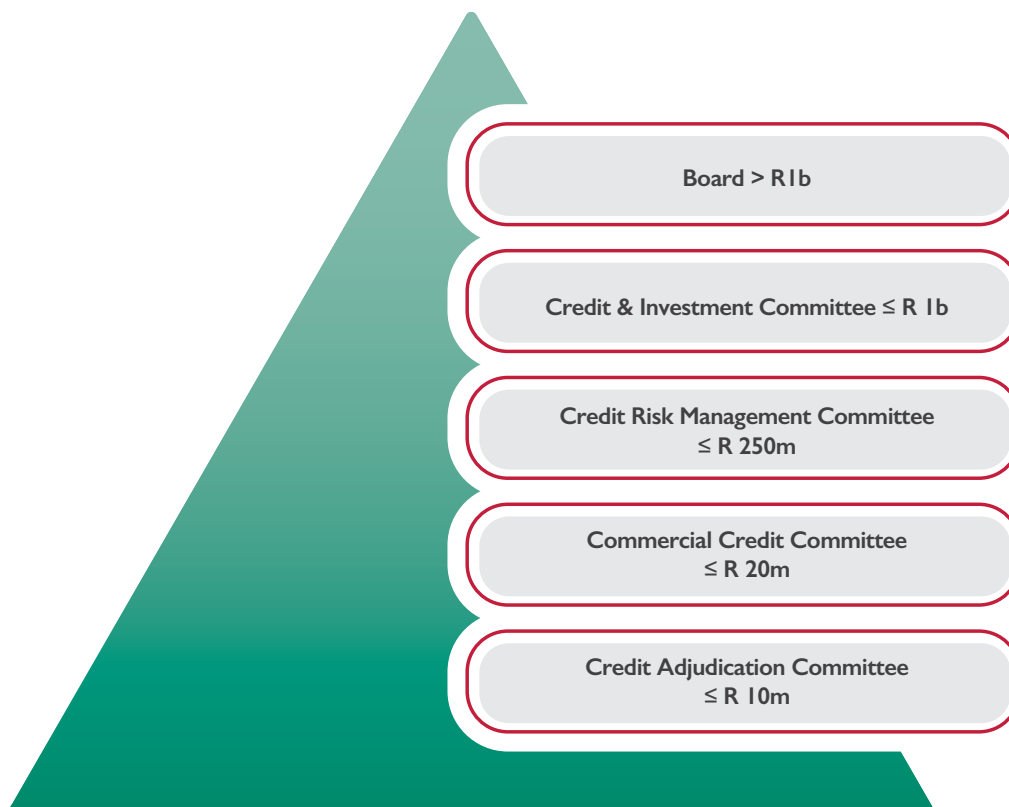 Board > R1b
Credit & Investment Committee ≤ R 1b
Credit Risk Management Committee
≤ R 250m
Commercial Credit Committee
≤ R 20m
Credit Adjudication Committee
≤ R 10m